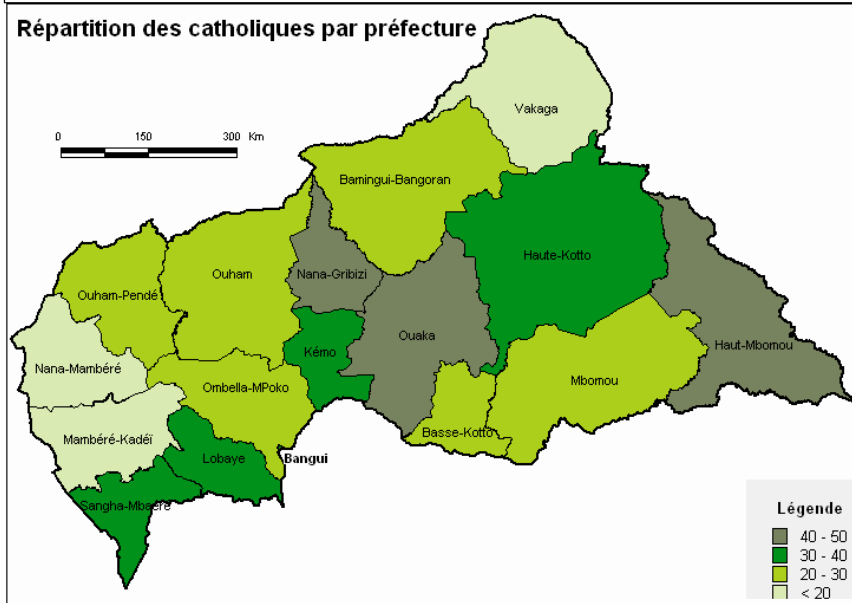 Répartition des catholiques par préfecture
Vakaga
0 150 300 Km
Bamingui-Bangoran
Haute-Kotto
Ouham
Nana-Gribizi
Ouham-Pendé
Ouaka
Haut-Mbomou
Kémo
Nana-Mambéré
Mbomou
Ombella-MPoko
Basse-Kotto
Mambéré-Kadéï
Lobaye
Bangui
Sangha-Mbaéré
Légende
40 - 50
30 - 40
20 - 30
< 20